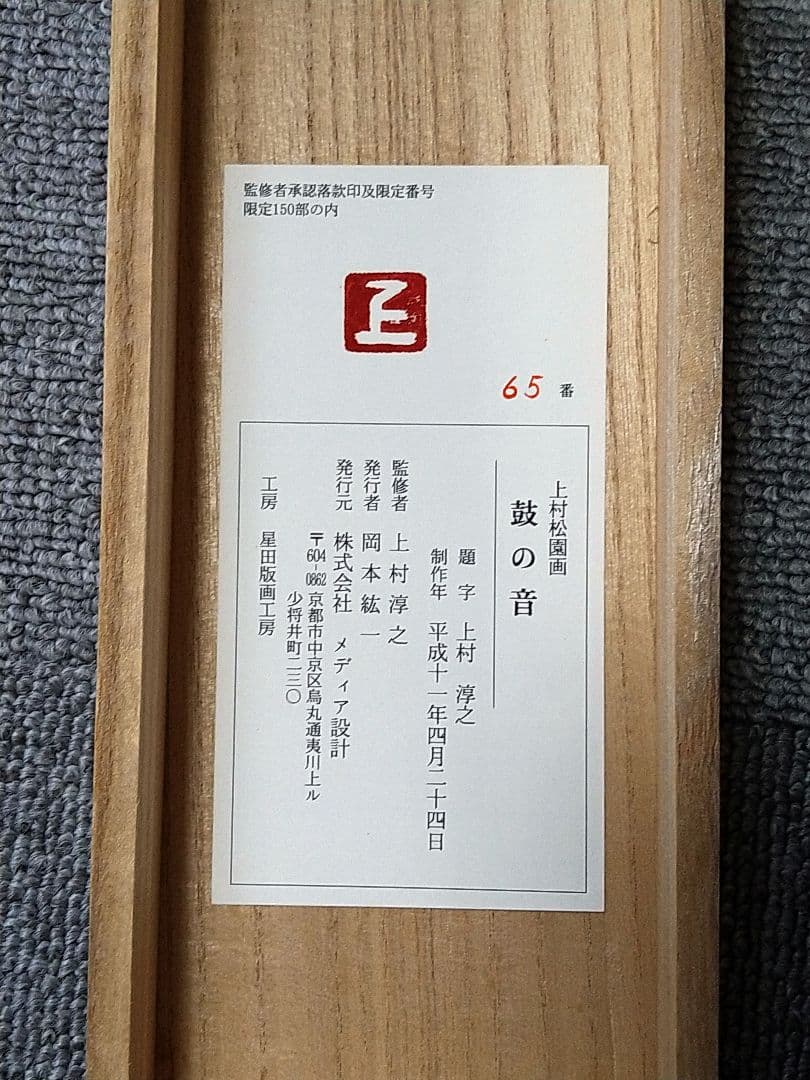 監修者承認落款印及限定番号
限定150部の内
上
65 番
上村松園画
鼓の音
題字 上村 淳之
制作年 平成十一年四月二十四日
監修者 上村淳之
発行者 岡本紘一
発行元 株式会社 メディア設計
〒604-0862 京都市中京区烏丸通夷川上ル
少将井町二三〇
工房 星田版画工房